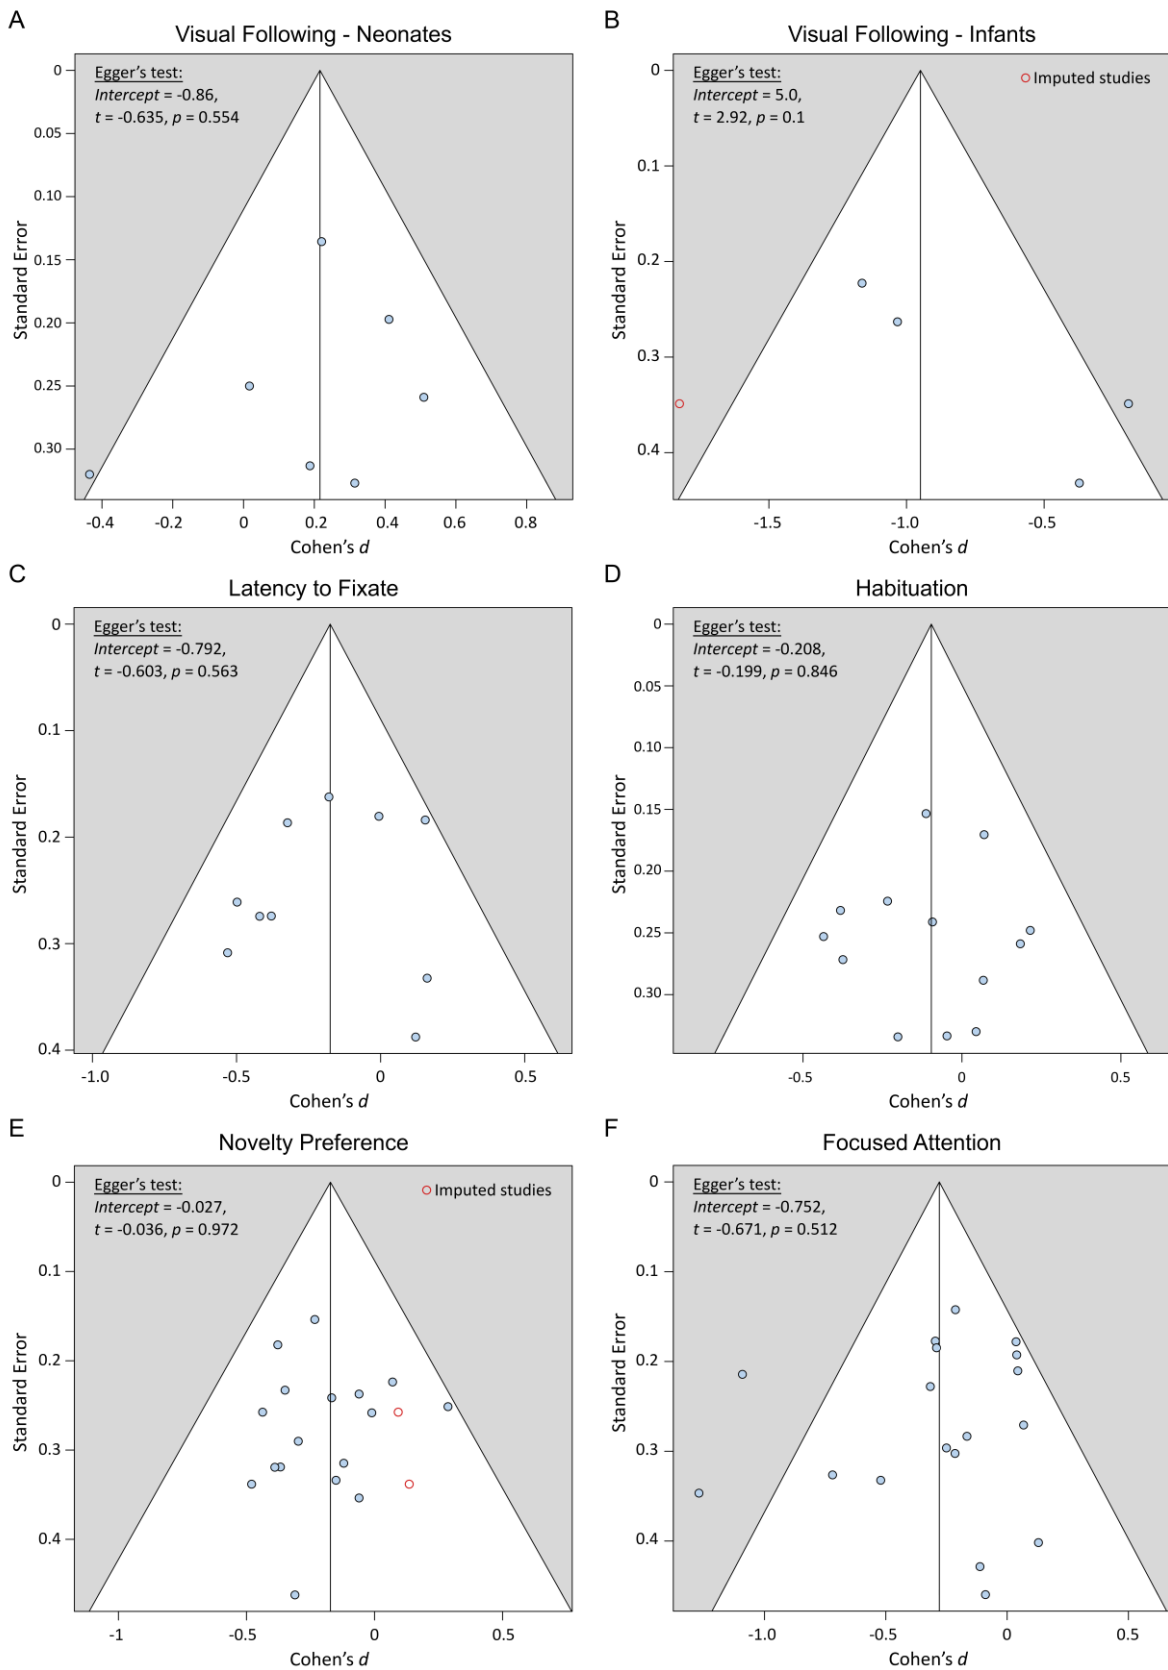 A
Visual Following - Neonates
Egger's test:
Intercept = -0.86,
t = -0.635, p = 0.554
0
0.05
0.10
0.15
0.20
0.25
0.30
Standard Error
-0.4 -0.2 0 0.2 0.4 0.6 0.8
Cohen's d
B
Visual Following - Infants
Egger's test:
Intercept = 5.0,
t = 2.92, p = 0.1
Imputed studies
0
0.1
0.2
0.3
0.4
Standard Error
-1.5 -1.0 -0.5
Cohen's d
C
Latency to Fixate
Egger's test:
Intercept = -0.792,
t = -0.603, p = 0.563
0
0.1
0.2
0.3
0.4
Standard Error
-1.0 -0.5 0 0.5
Cohen's d
D
Habituation
Egger's test:
Intercept = -0.208,
t = -0.199, p = 0.846
0
0.05
0.10
0.15
0.20
0.25
0.30
Standard Error
-0.5 0 0.5
Cohen's d
E
Novelty Preference
Egger's test:
Intercept = -0.027,
t = -0.036, p = 0.972
Imputed studies
0
0.1
0.2
0.3
0.4
Standard Error
-1 -0.5 0 0.5
Cohen's d
F
Focused Attention
Egger's test:
Intercept = -0.752,
t = -0.671, p = 0.512
0
0.1
0.2
0.3
0.4
Standard Error
-1.0 -0.5 0 0.5
Cohen's d